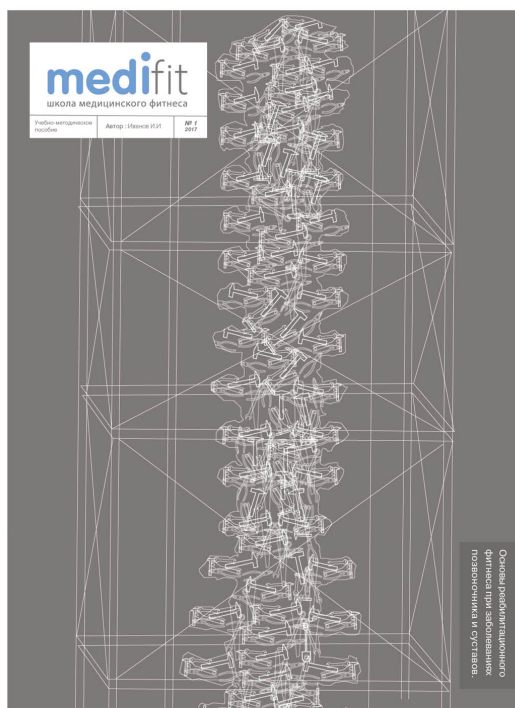 medifit
школа медицинского фитнеса
Учебно-методическое
пособие
Автор : Иванов И.И
№ 1
2017
Основы реабилитационного
фитнеса при заболеваниях
позвоночника и суставов.